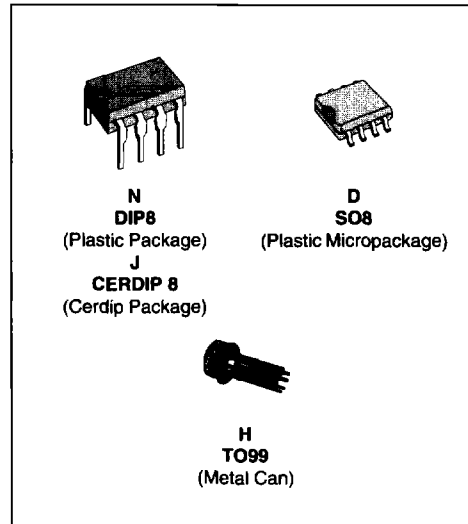 N
DIP8
(Plastic Package)
J
CERDIP 8
(Cerdip Package)
D
SO8
(Plastic Micropackage)
H
TO99
(Metal Can)